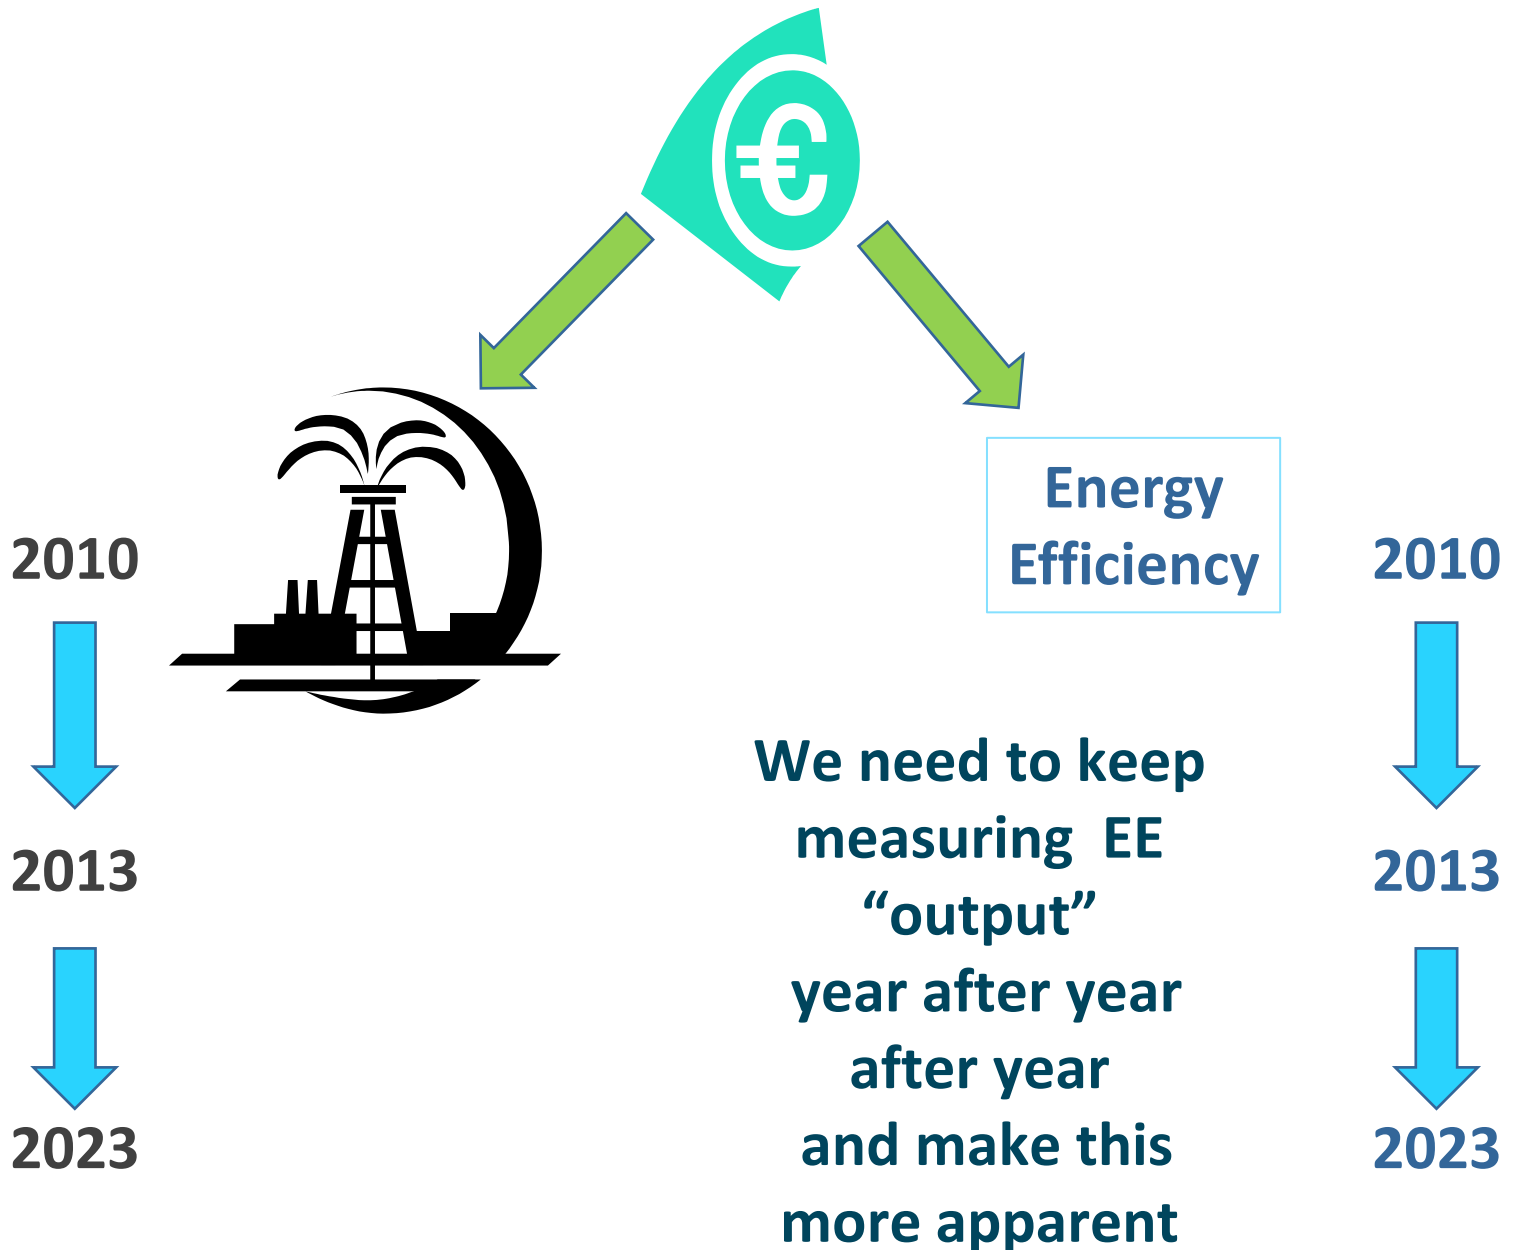 €
Energy
Efficiency
2010
2010
We need to keep
measuring  EE
“output”
year after year
after year
and make this
more apparent
2013
2013
2023
2023